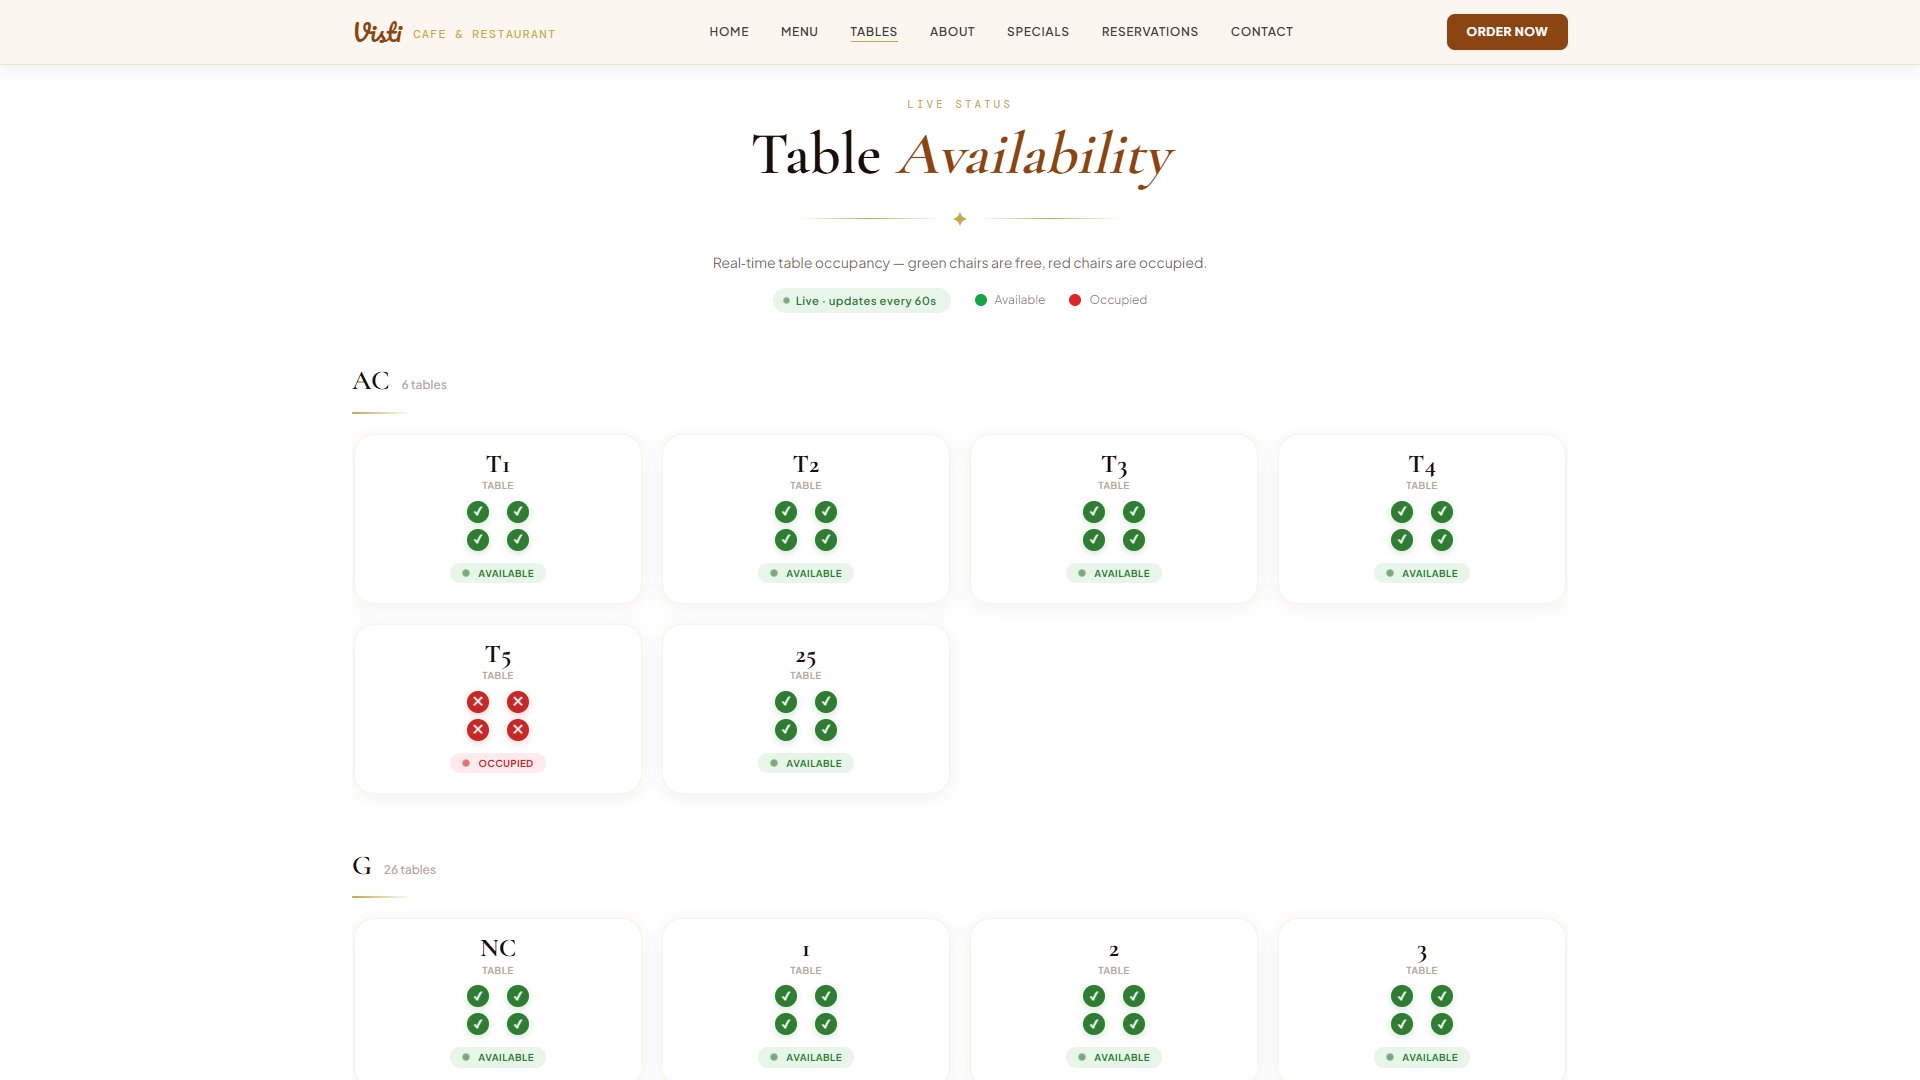 Visti CAFE & RESTAURANT HOME MENU TABLES ABOUT SPECIALS RESERVATIONS CONTACT ORDER NOW
LIVE STATUS
Table Availability
Real-time table occupancy — green chairs are free, red chairs are occupied.
Live · updates every 60s Available Occupied
AC 6 tables
T1 T2 T3 T4
TABLE TABLE TABLE TABLE
AVAILABLE AVAILABLE AVAILABLE AVAILABLE
T5 25
TABLE TABLE
OCCUPIED AVAILABLE
G 26 tables
NC 1 2 3
TABLE TABLE TABLE TABLE
AVAILABLE AVAILABLE AVAILABLE AVAILABLE